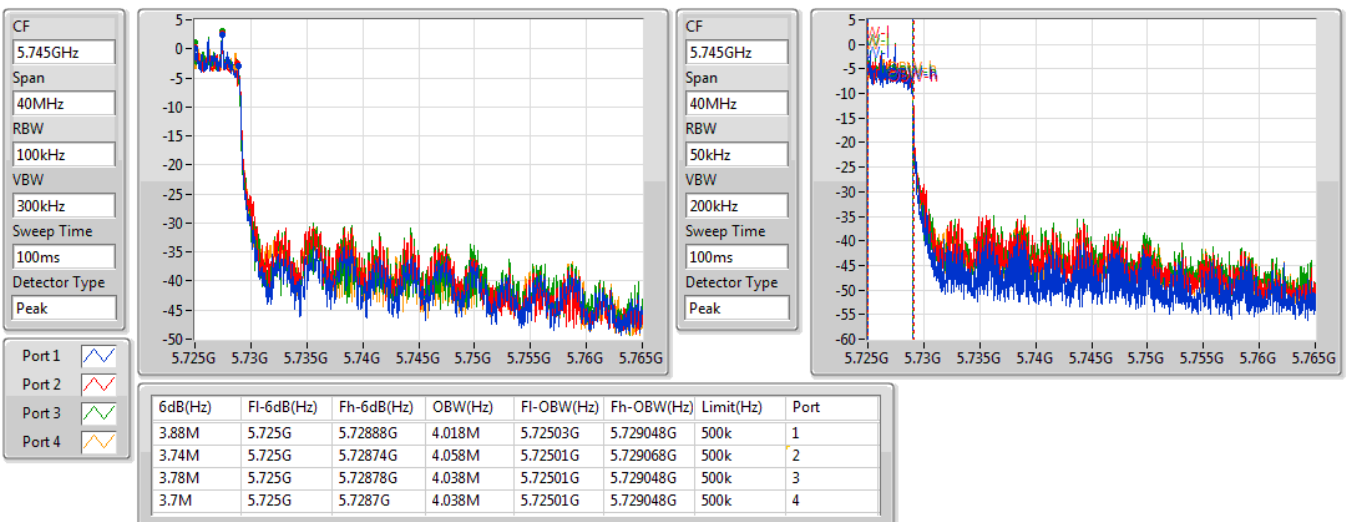 CF
5.745GHz
Span
40MHz
RBW
100kHz
VBW
300kHz
Sweep Time
100ms
Detector Type
Peak
5
0
-5
-10
-15
-20
-25
-30
-35
-40
-45
-50
5.725G 5.73G 5.735G 5.74G 5.745G 5.75G 5.755G 5.76G 5.765G
CF
5.745GHz
Span
40MHz
RBW
50kHz
VBW
200kHz
Sweep Time
100ms
Detector Type
Peak
5
0
-5
-10
-15
-20
-25
-30
-35
-40
-45
-50
-55
-60
5.725G 5.73G 5.735G 5.74G 5.745G 5.75G 5.755G 5.76G 5.765G
Port 1
Port 2
Port 3
Port 4
6dB(Hz) Fl-6dB(Hz) Fh-6dB(Hz) OBW(Hz) Fl-OBW(Hz) Fh-OBW(Hz) Limit(Hz) Port
3.88M 5.725G 5.72888G 4.018M 5.72503G 5.729048G 500k 1
3.74M 5.725G 5.72874G 4.058M 5.72501G 5.729068G 500k 2
3.78M 5.725G 5.72878G 4.038M 5.72501G 5.729048G 500k 3
3.7M 5.725G 5.7287G 4.038M 5.72501G 5.729048G 500k 4